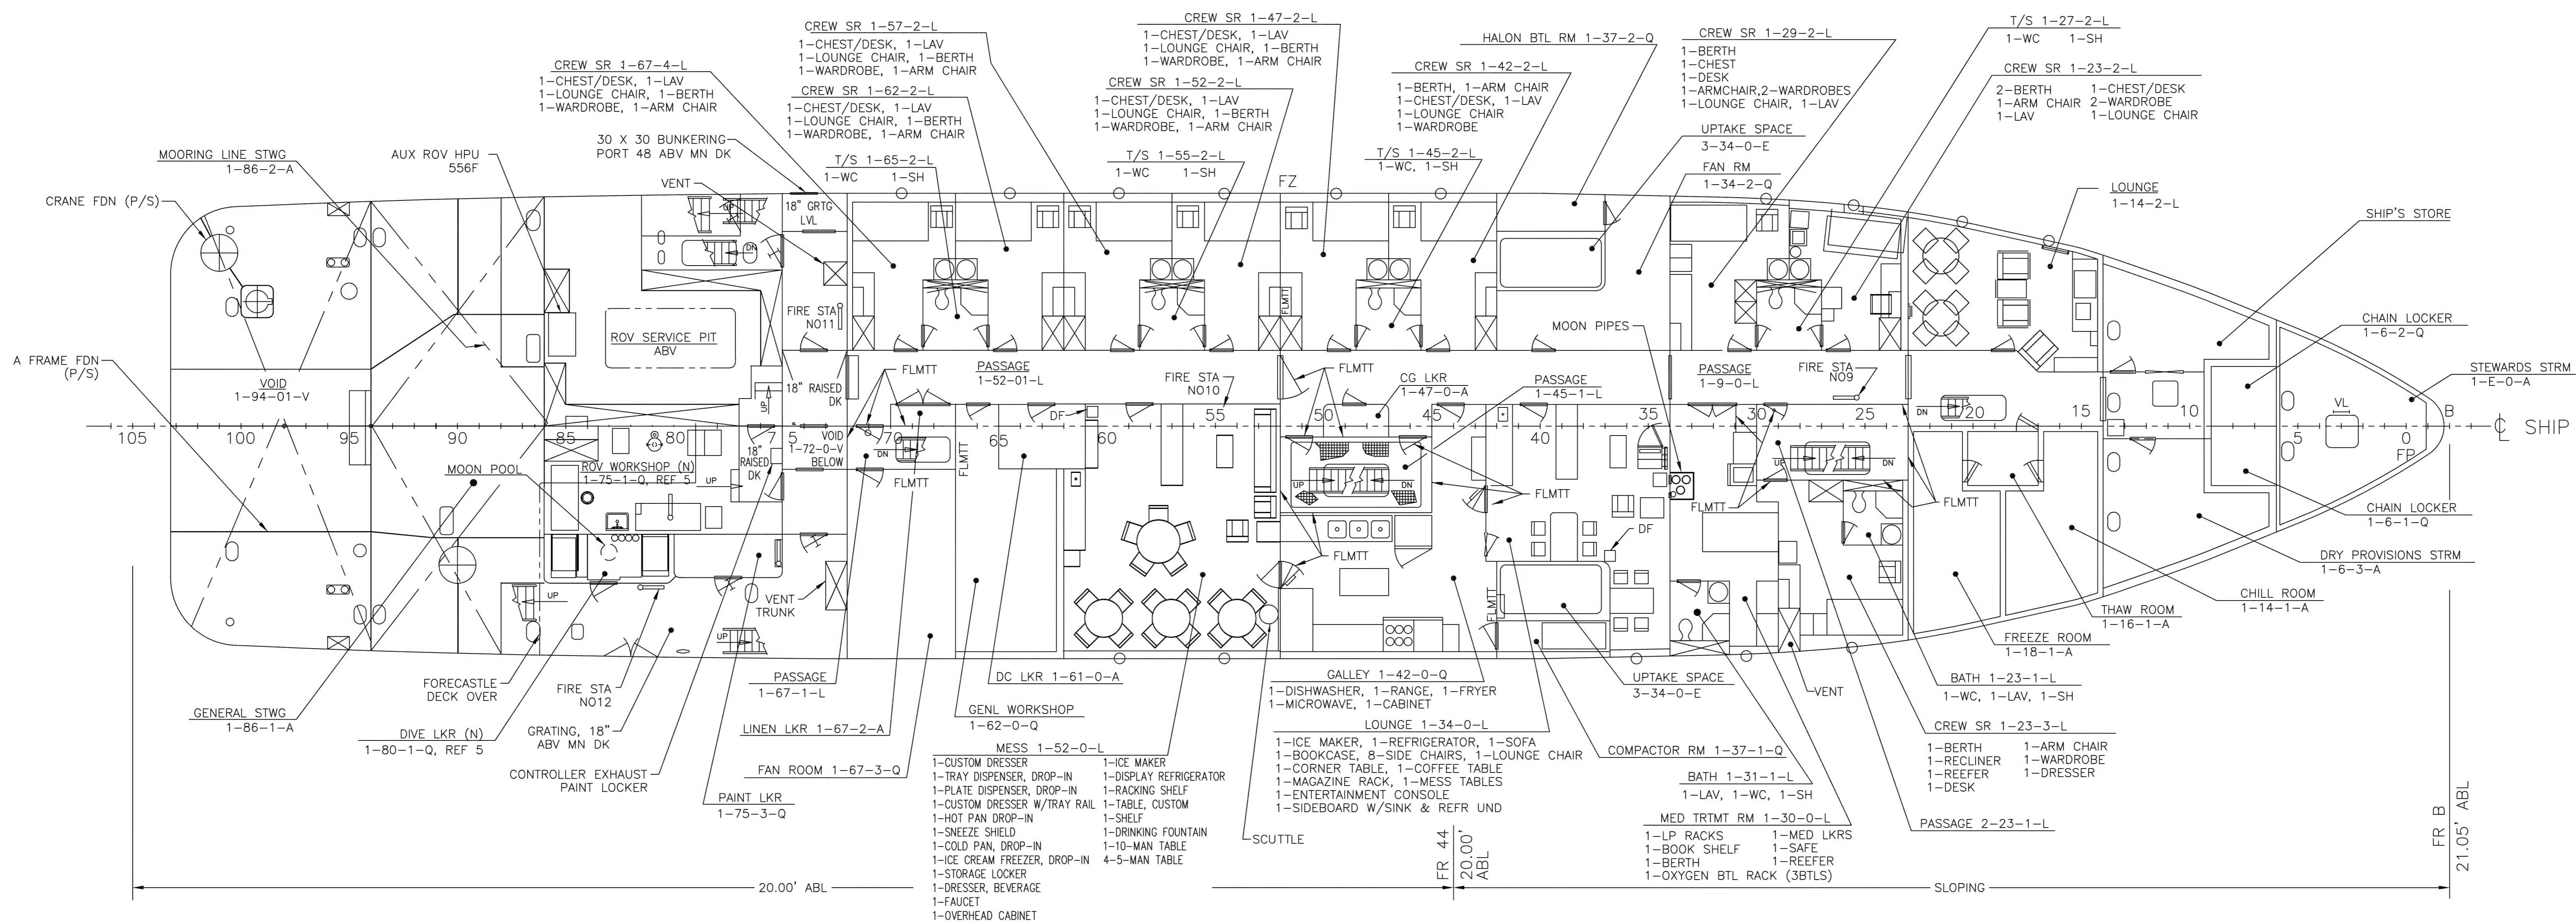 CREW SR 1-67-4-L
1-CHEST/DESK, 1-LAV
1-LOUNGE CHAIR, 1-BERTH
1-WARDROBE, 1-ARM CHAIR
CREW SR 1-57-2-L
1-CHEST/DESK, 1-LAV
1-LOUNGE CHAIR, 1-BERTH
1-WARDROBE, 1-ARM CHAIR
CREW SR 1-62-2-L
1-CHEST/DESK, 1-LAV
1-LOUNGE CHAIR, 1-BERTH
1-WARDROBE, 1-ARM CHAIR
CREW SR 1-47-2-L
1-CHEST/DESK, 1-LAV
1-LOUNGE CHAIR, 1-BERTH
1-WARDROBE, 1-ARM CHAIR
CREW SR 1-52-2-L
1-CHEST/DESK, 1-LAV
1-LOUNGE CHAIR, 1-BERTH
1-WARDROBE, 1-ARM CHAIR
HALON BTL RM 1-37-2-Q
CREW SR 1-42-2-L
1-BERTH, 1-ARM CHAIR
1-CHEST/DESK, 1-LAV
1-LOUNGE CHAIR
1-WARDROBE
CREW SR 1-29-2-L
1-BERTH
1-CHEST
1-DESK
1-ARMCHAIR,2-WARDROBES
1-LOUNGE CHAIR, 1-LAV
T/S 1-27-2-L
1-WC 1-SH
CREW SR 1-23-2-L
2-BERTH 1-CHEST/DESK
1-ARM CHAIR 2-WARDROBE
1-LAV 1-LOUNGE CHAIR
UPTAKE SPACE
3-34-0-E
FAN RM
1-34-2-Q
MOORING LINE STWG
1-86-2-A
AUX ROV HPU
556F
30 X 30 BUNKERING
PORT 48 ABV MN DK
VENT
T/S 1-65-2-L
1-WC 1-SH
T/S 1-55-2-L
1-WC 1-SH
T/S 1-45-2-L
1-WC, 1-SH
FZ
LOUNGE
1-14-2-L
SHIP'S STORE
CRANE FDN (P/S)
UP
DN
18" GRTG
LVL
FIRE STA
NO11
FLMTT
MOON PIPES
CHAIN LOCKER
1-6-2-Q
A FRAME FDN
(P/S)
VOID
1-94-01-V
ROV SERVICE PIT
ABV
18" RAISED
DK
UP
PASSAGE
1-52-01-L
FLMTT
FIRE STA
NO10
FLMTT
CG LKR
1-47-0-A
PASSAGE
1-45-1-L
PASSAGE
1-9-0-L
FIRE STA
NO9
STEWARDS STRM
1-E-0-A
DF
VL
105 100 95 90 85 80 75 70 65 60 55 50 45 40 35 30 25 20 15 10 5 0 B
FP
℄ SHIP
MOON POOL
ROV WORKSHOP (N)
1-75-1-Q, REF 5
UP
18"
RAISED
DK
VOID
1-72-0-V
BELOW
DN
FLMTT
FLMTT
UP
DN
FLMTT
FLMTT
FLMTT
DF
UP
DN
FLMTT
FLMTT
DN
UP
UP
VENT
TRUNK
CHAIN LOCKER
1-6-1-Q
DRY PROVISIONS STRM
1-6-3-A
CHILL ROOM
1-14-1-A
THAW ROOM
1-16-1-A
FREEZE ROOM
1-18-1-A
BATH 1-23-1-L
1-WC, 1-LAV, 1-SH
CREW SR 1-23-3-L
1-BERTH 1-ARM CHAIR
1-RECLINER 1-WARDROBE
1-REEFER 1-DRESSER
1-DESK
PASSAGE 2-23-1-L
VENT
GENERAL STWG
1-86-1-A
FORECASTLE
DECK OVER
DIVE LKR (N)
1-80-1-Q, REF 5
FIRE STA
NO12
GRATING, 18"
ABV MN DK
CONTROLLER EXHAUST
PAINT LOCKER
PAINT LKR
1-75-3-Q
PASSAGE
1-67-1-L
LINEN LKR 1-67-2-A
FAN ROOM 1-67-3-Q
DC LKR 1-61-0-A
GENL WORKSHOP
1-62-0-Q
MESS 1-52-0-L
1-CUSTOM DRESSER
1-TRAY DISPENSER, DROP-IN
1-PLATE DISPENSER, DROP-IN
1-CUSTOM DRESSER W/TRAY RAIL
1-HOT PAN DROP-IN
1-SNEEZE SHIELD
1-COLD PAN, DROP-IN
1-ICE CREAM FREEZER, DROP-IN
1-STORAGE LOCKER
1-DRESSER, BEVERAGE
1-FAUCET
1-OVERHEAD CABINET
1-ICE MAKER
1-DISPLAY REFRIGERATOR
1-RACKING SHELF
1-TABLE, CUSTOM
1-SHELF
1-DRINKING FOUNTAIN
1-10-MAN TABLE
4-5-MAN TABLE
SCUTTLE
GALLEY 1-42-0-Q
1-DISHWASHER, 1-RANGE, 1-FRYER
1-MICROWAVE, 1-CABINET
LOUNGE 1-34-0-L
1-ICE MAKER, 1-REFRIGERATOR, 1-SOFA
1-BOOKCASE, 8-SIDE CHAIRS, 1-LOUNGE CHAIR
1-CORNER TABLE, 1-COFFEE TABLE
1-MAGAZINE RACK, 1-MESS TABLES
1-ENTERTAINMENT CONSOLE
1-SIDEBOARD W/SINK & REFR UND
UPTAKE SPACE
3-34-0-E
COMPACTOR RM 1-37-1-Q
BATH 1-31-1-L
1-LAV, 1-WC, 1-SH
MED TRTMT RM 1-30-0-L
1-LP RACKS 1-MED LKRS
1-BOOK SHELF 1-SAFE
1-BERTH 1-REEFER
1-OXYGEN BTL RACK (3BTLS)
20.00' ABL
FR 44
20.00'
ABL
SLOPING
FR B
21.05' ABL